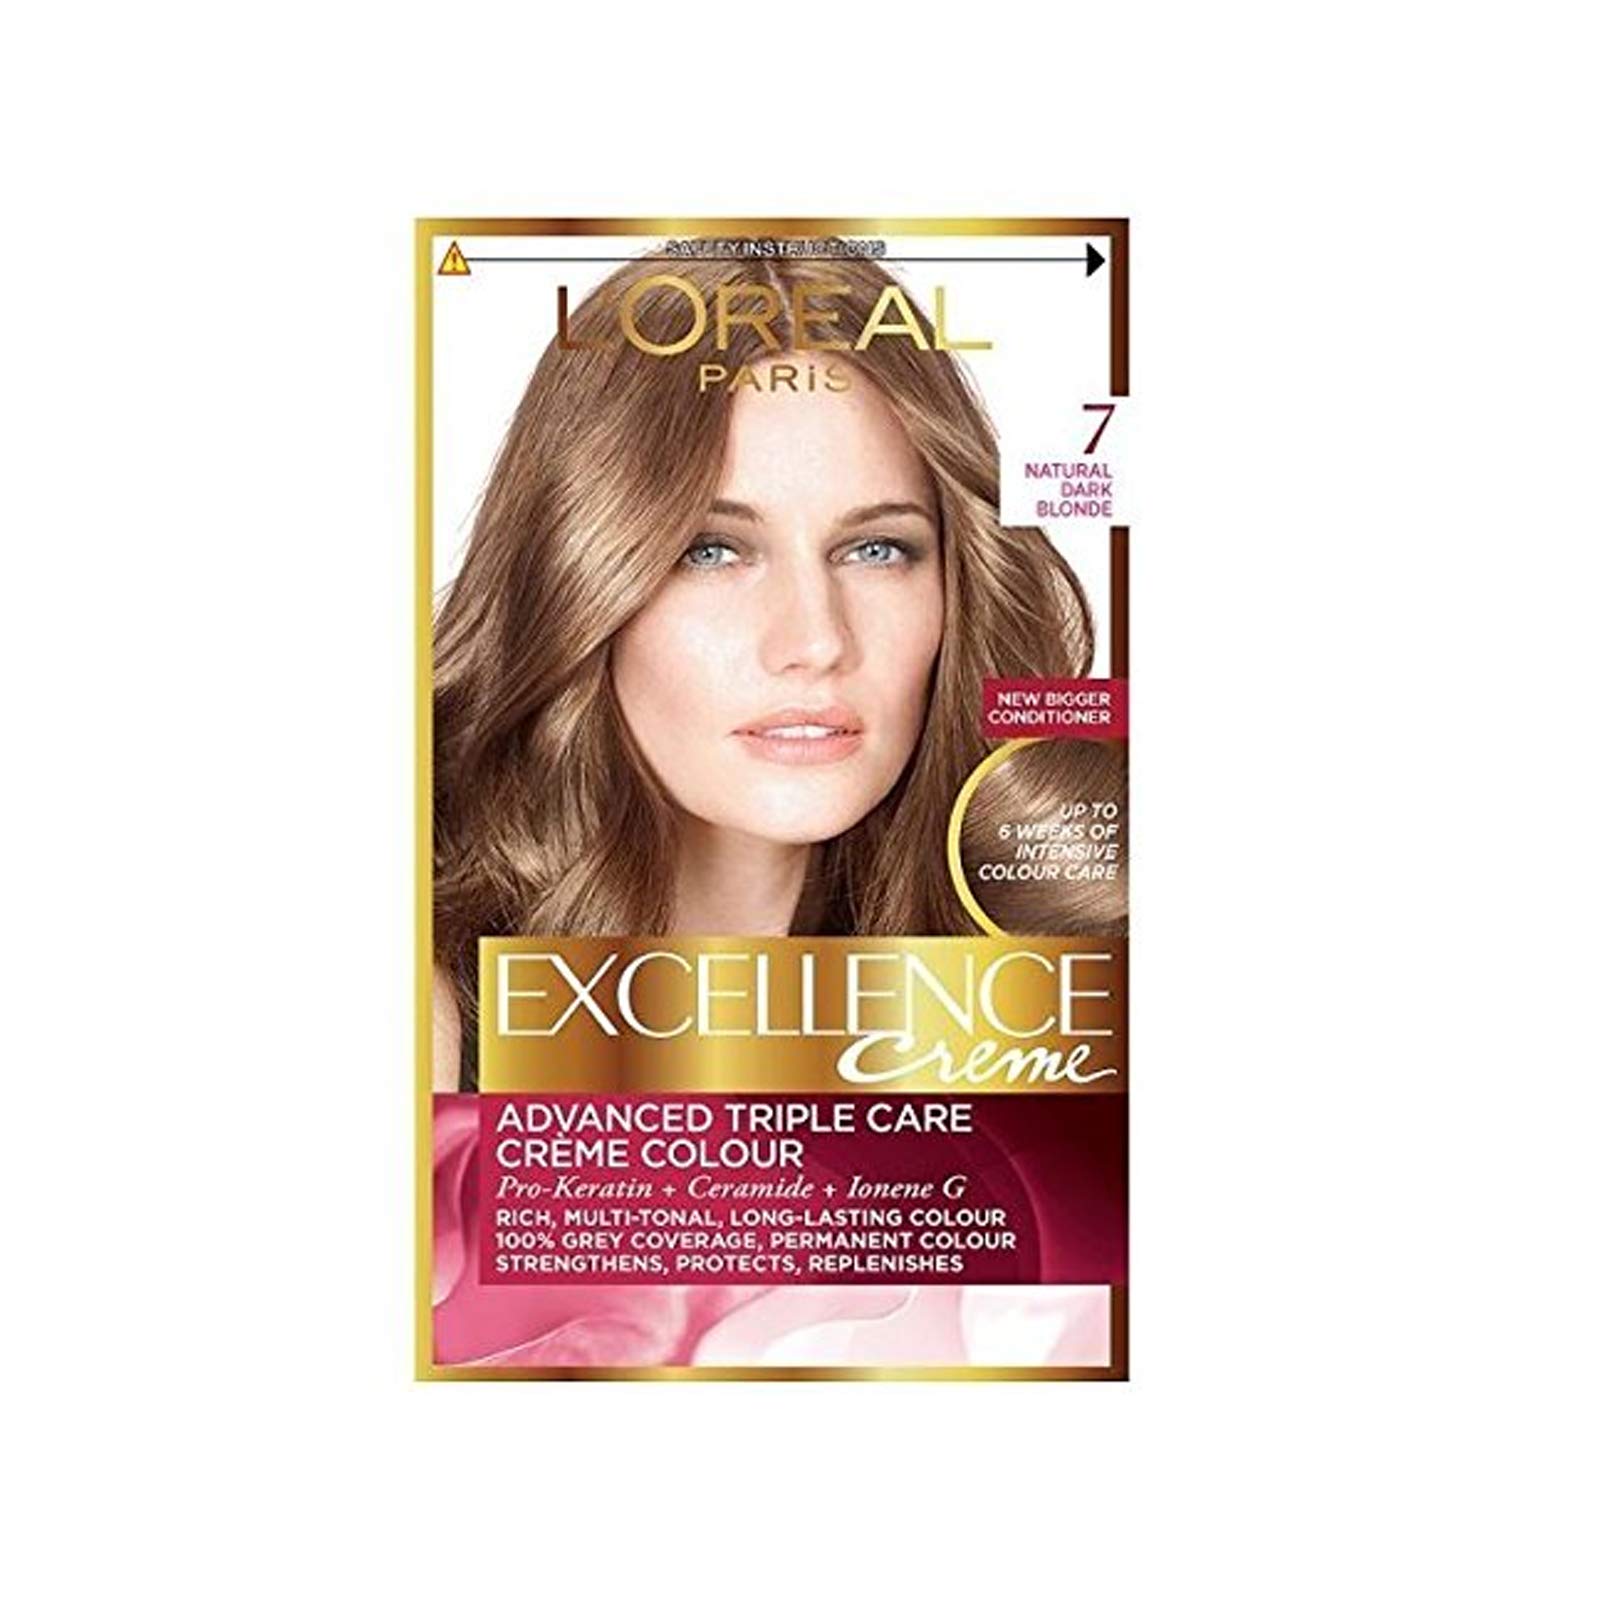 SAFETY INSTRUCTIONS
L'ORÉAL
PARiS
7
NATURAL
DARK
BLONDE
NEW BIGGER
CONDITIONER
UP TO
6 WEEKS OF
INTENSIVE
COLOUR CARE
EXCELLENCE
Creme
ADVANCED TRIPLE CARE
CRÈME COLOUR
Pro-Keratin + Ceramide + Ionene G
RICH, MULTI-TONAL, LONG-LASTING COLOUR
100% GREY COVERAGE, PERMANENT COLOUR
STRENGTHENS, PROTECTS, REPLENISHES